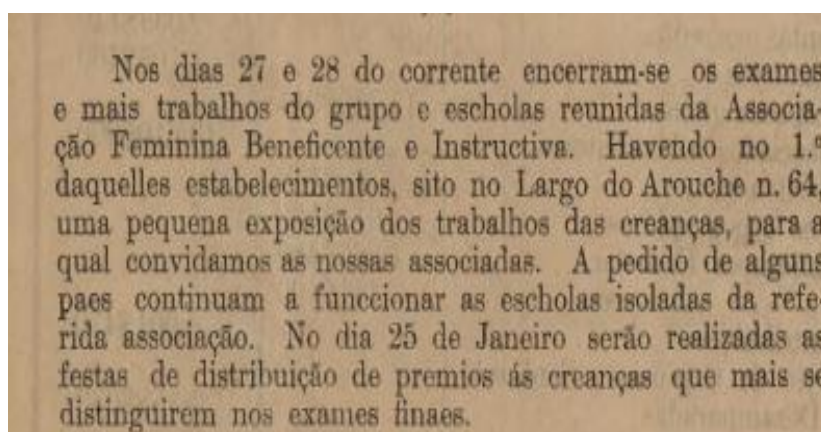 Nos dias 27 e 28 do corrente encerram-se os exames
e mais trabalhos do grupo e escholas reunidas da Associa-
ção Feminina Beneficente e Instructiva. Havendo no 1.º
daquelles estabelecimentos, sito no Largo do Arouche n. 64,
uma pequena exposição dos trabalhos das creanças, para a
qual convidamos as nossas associadas. A pedido de alguns
paes continuam a funccionar as escholas isoladas da refe-
rida associação. No dia 25 de Janeiro serão realizadas as
festas de distribuição de premios ás creanças que mais se
distinguirem nos exames finaes.